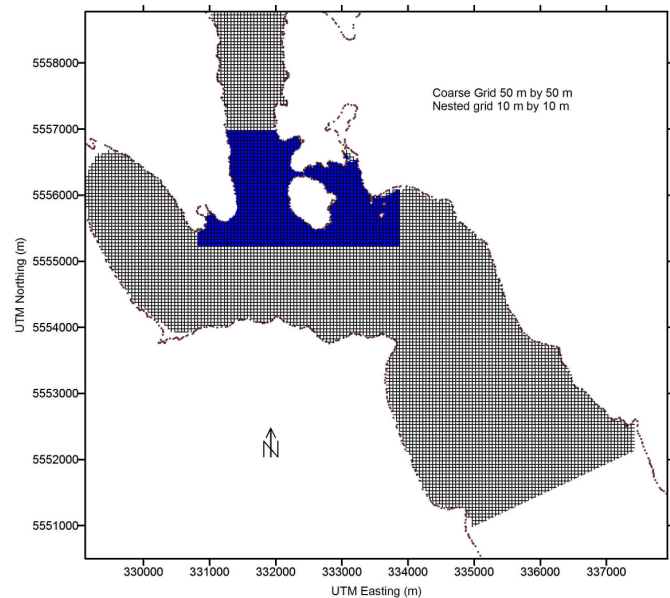 Coarse Grid 50 m by 50 m
Nested grid 10 m by 10 m
5558000
5557000
5556000
5555000
5554000
5553000
5552000
5551000
UTM Northing (m)
N
330000 331000 332000 333000 334000 335000 336000 337000
UTM Easting (m)